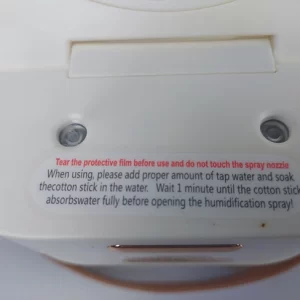 Tear the protective film before use and do not touch the spray nozzle
When using, please add proper amount of tap water and soak
thecotton stick in the water. Wait 1 minute until the cotton stick
absorbswater fully before opening the humidification spray!